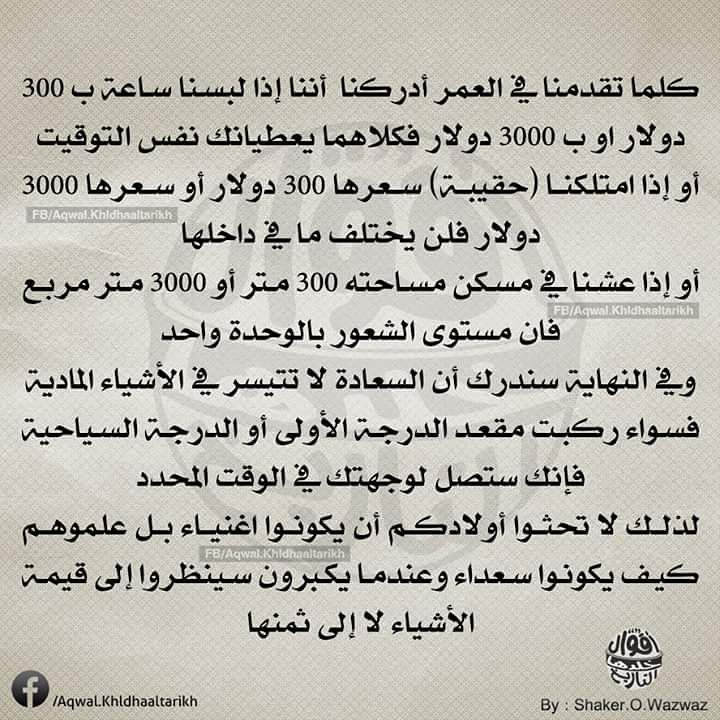 كلما تقدمنا في العمر أدركنا أننا إذا لبسنا ساعة ب 300
دولار او ب 3000 دولار فكلاهما يعطيانك نفس التوقيت
أو إذا امتلكنا (حقيبة) سعرها 300 دولار أو سعرها 3000
FB/Aqwal.Khldhaaltarikh
دولار فلن يختلف ما في داخلها
أو إذا عشنا في مسكن مساحته 300 متر أو 3000 متر مربع
FB/Aqwal.Khldhaaltarikh
فان مستوى الشعور بالوحدة واحد
وفي النهاية سندرك أن السعادة لا تتيسر في الأشياء المادية
فسواء ركبت مقعد الدرجة الأولى أو الدرجة السياحية
فإنك ستصل لوجهتك في الوقت المحدد
لذلك لا تحثوا أولادكم أن يكونوا اغنياء بل علموهم
FB/Aqwal.Khldhaaltarikh
كيف يكونوا سعداء وعندما يكبرون سينظروا إلى قيمة
الأشياء لا إلى ثمنها
أقوال
خلدها
التاريخ
/Aqwal.Khldhaaltarikh
By : Shaker.O.Wazwaz